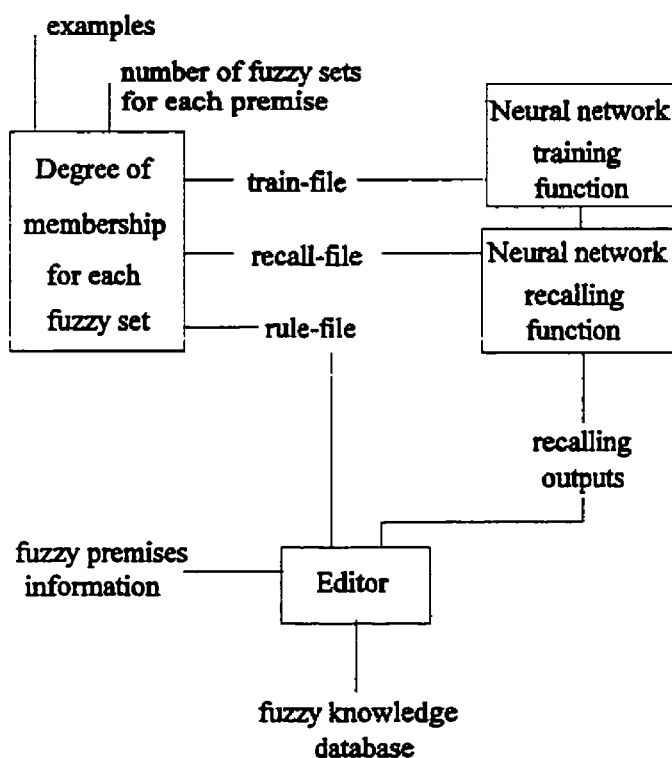 examples
number of fuzzy sets
for each premise
Degree of
membership
for each
fuzzy set
train-file
recall-file
rule-file
Neural network
training
function
Neural network
recalling
function
recalling
outputs
fuzzy premises
information
Editor
fuzzy knowledge
database